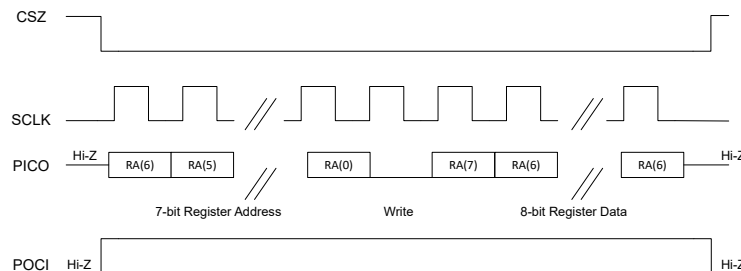 CSZ
SCLK
Hi-Z
PICO
RA(6) RA(5) RA(0) RA(7) RA(6) RA(6)
Hi-Z
7-bit Register Address Write 8-bit Register Data
POCI Hi-Z Hi-Z